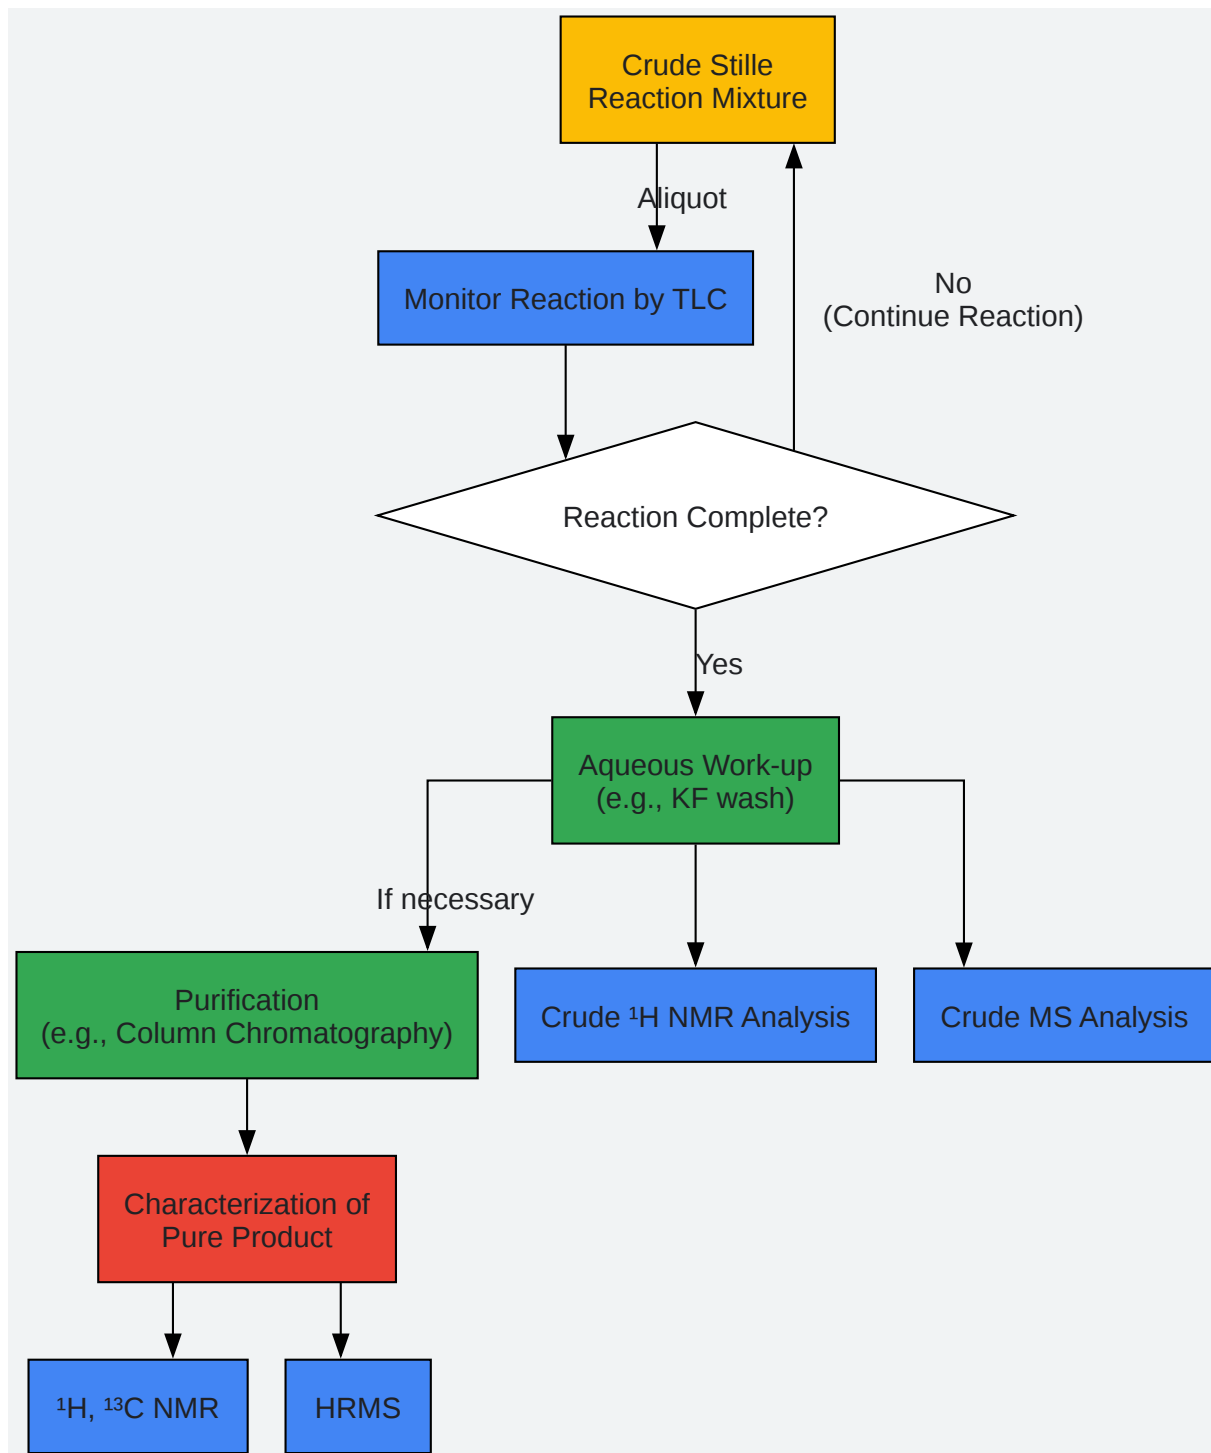 Crude Stille
Reaction Mixture
Aliquot
Monitor Reaction by TLC
No
(Continue Reaction)
Reaction Complete?
Yes
Aqueous Work-up
(e.g., KF wash)
If necessary
Purification
(e.g., Column Chromatography)
Crude ¹H NMR Analysis
Crude MS Analysis
Characterization of
Pure Product
¹H, ¹³C NMR
HRMS